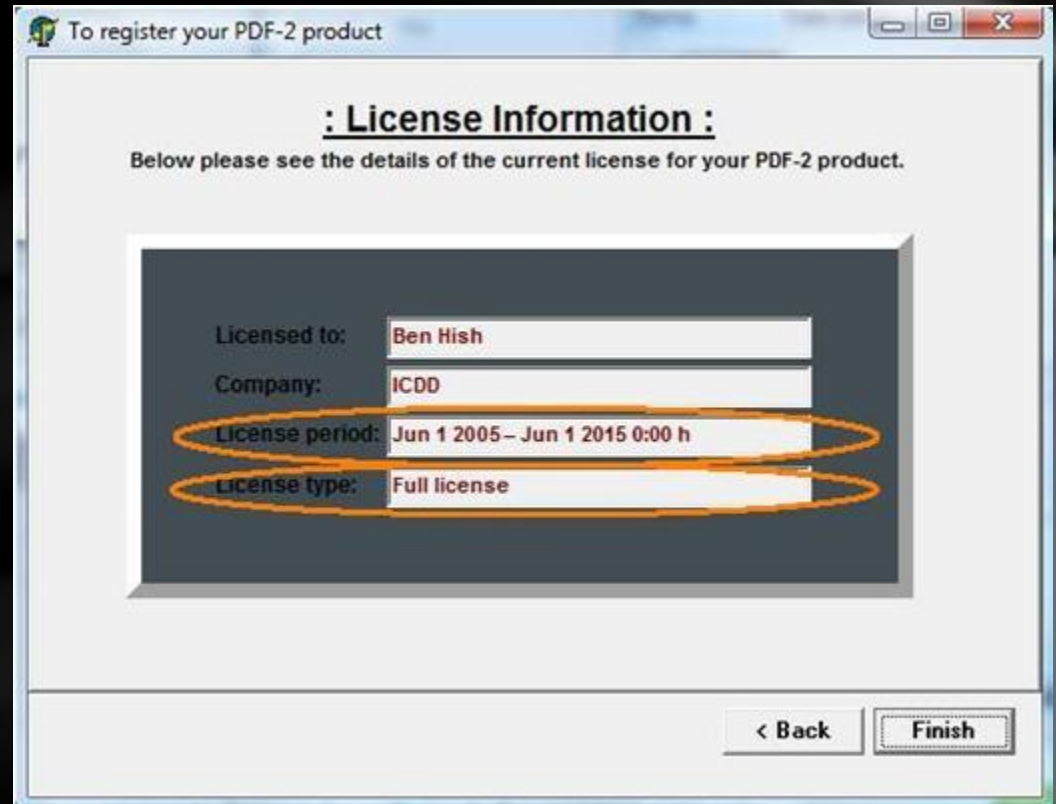 To register your PDF-2 product
: License Information :
Below please see the details of the current license for your PDF-2 product.
Licensed to: Ben Hish
Company: ICDD
License period: Jun 1 2005 – Jun 1 2015 0:00 h
License type: Full license
< Back Finish